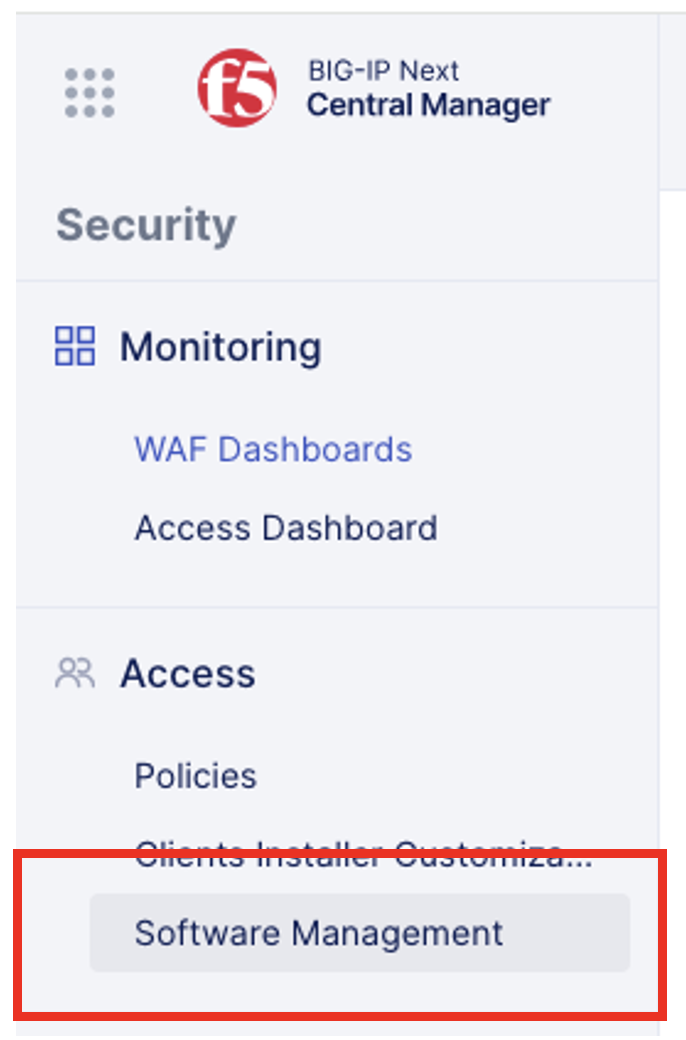 f5
BIG-IP Next
Central Manager
Security
Monitoring
WAF Dashboards
Access Dashboard
Access
Policies
Clients Installer Customiza...
Software Management